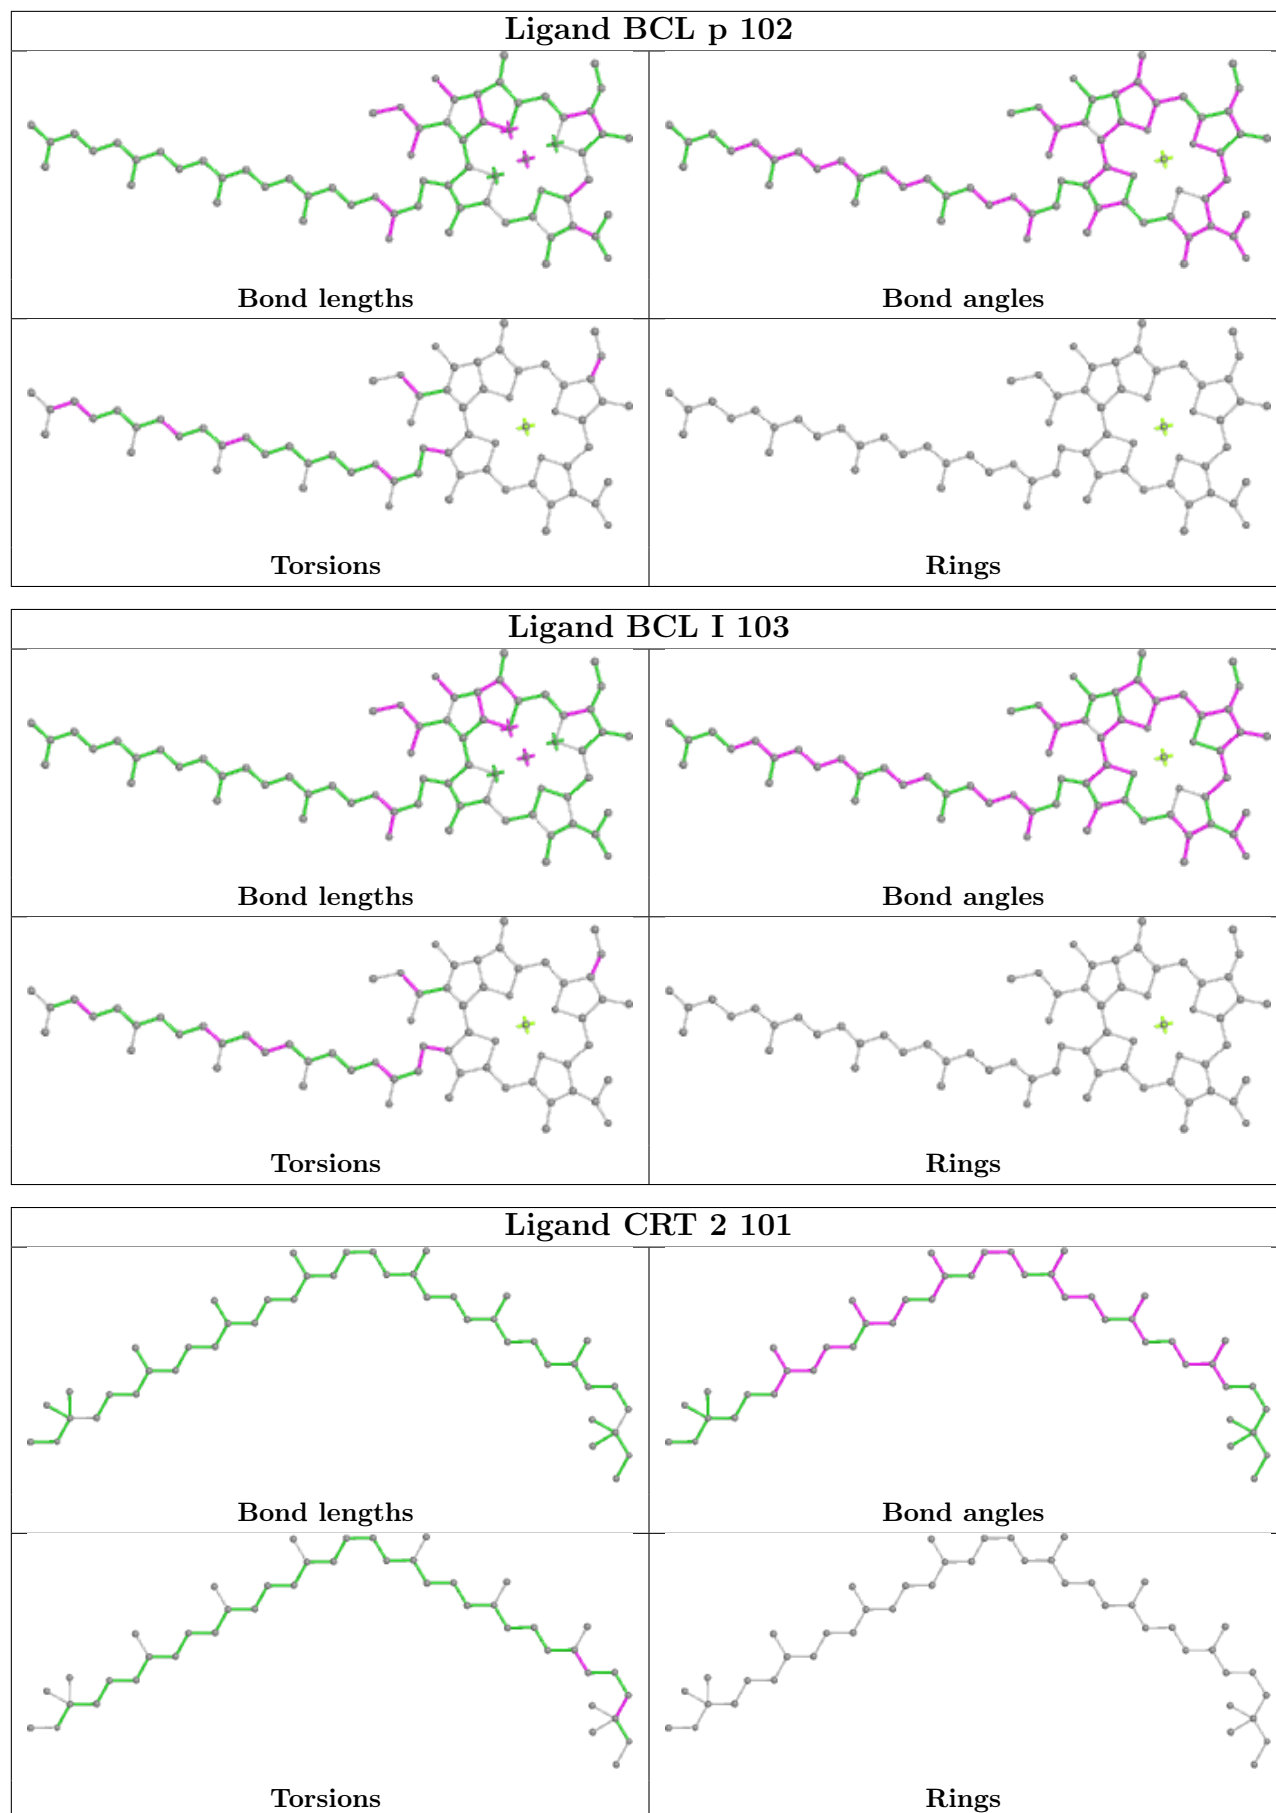 Ligand BCL p 102
Bond lengths
Bond angles
Torsions
Rings
Ligand BCL I 103
Bond lengths
Bond angles
Torsions
Rings
Ligand CRT 2 101
Bond lengths
Bond angles
Torsions
Rings